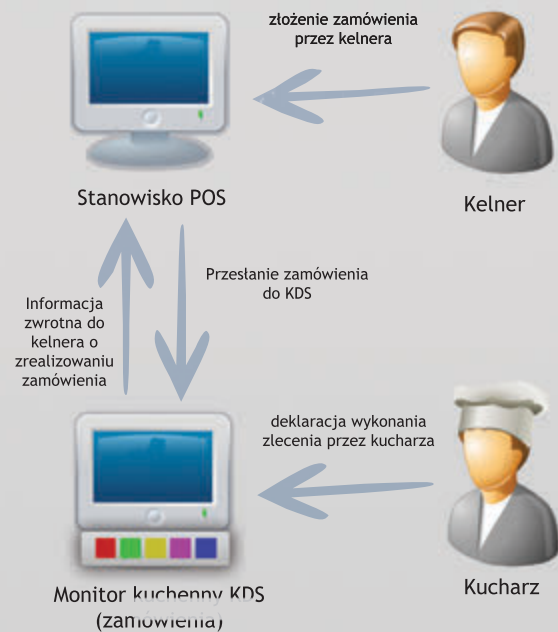 złożenie zamówienia
przez kelnera
Stanowisko POS
Kelner
Przesłanie zamówienia
do KDS
Informacja
zwrotna do
kelnera o
zrealizowaniu
zamówienia
deklaracja wykonania
zlecenia przez kucharza
Monitor kuchenny KDS
(zamówienia)
Kucharz